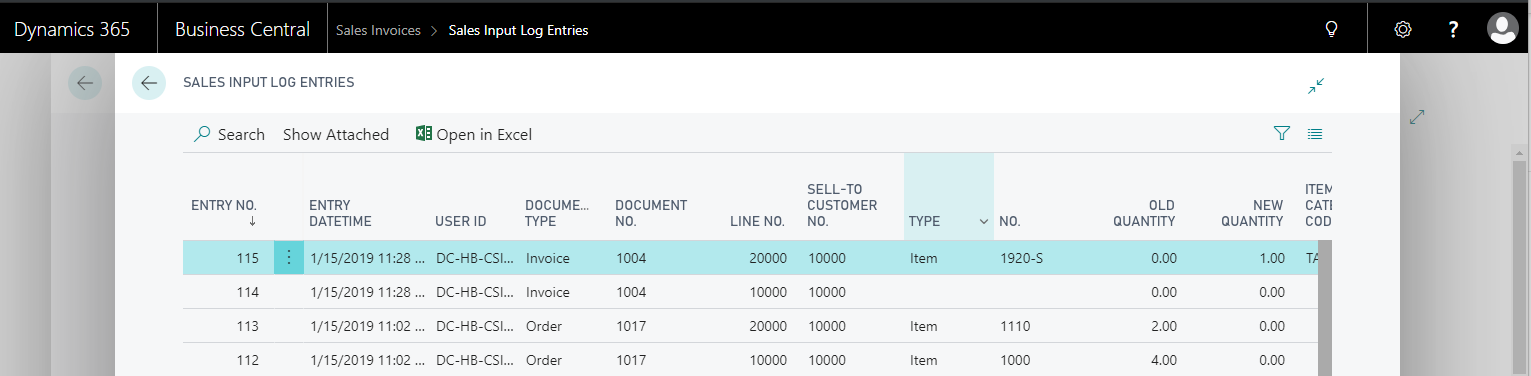 Dynamics 365 Business Central Sales Invoices > Sales Input Log Entries ?
SALES INPUT LOG ENTRIES
Search Show Attached Open in Excel
ENTRY NO. ↓ ENTRY DATETIME USER ID DOCUME... TYPE DOCUMENT NO. LINE NO. SELL-TO CUSTOMER NO. TYPE NO. OLD QUANTITY NEW QUANTITY ITEM CATE COD
115 1/15/2019 11:28 ... DC-HB-CSI... Invoice 1004 20000 10000 Item 1920-S 0.00 1.00 TA
114 1/15/2019 11:28 ... DC-HB-CSI... Invoice 1004 10000 10000 0.00 0.00
113 1/15/2019 11:02 ... DC-HB-CSI... Order 1017 20000 10000 Item 1110 2.00 0.00
112 1/15/2019 11:02 ... DC-HB-CSI... Order 1017 10000 10000 Item 1000 4.00 0.00